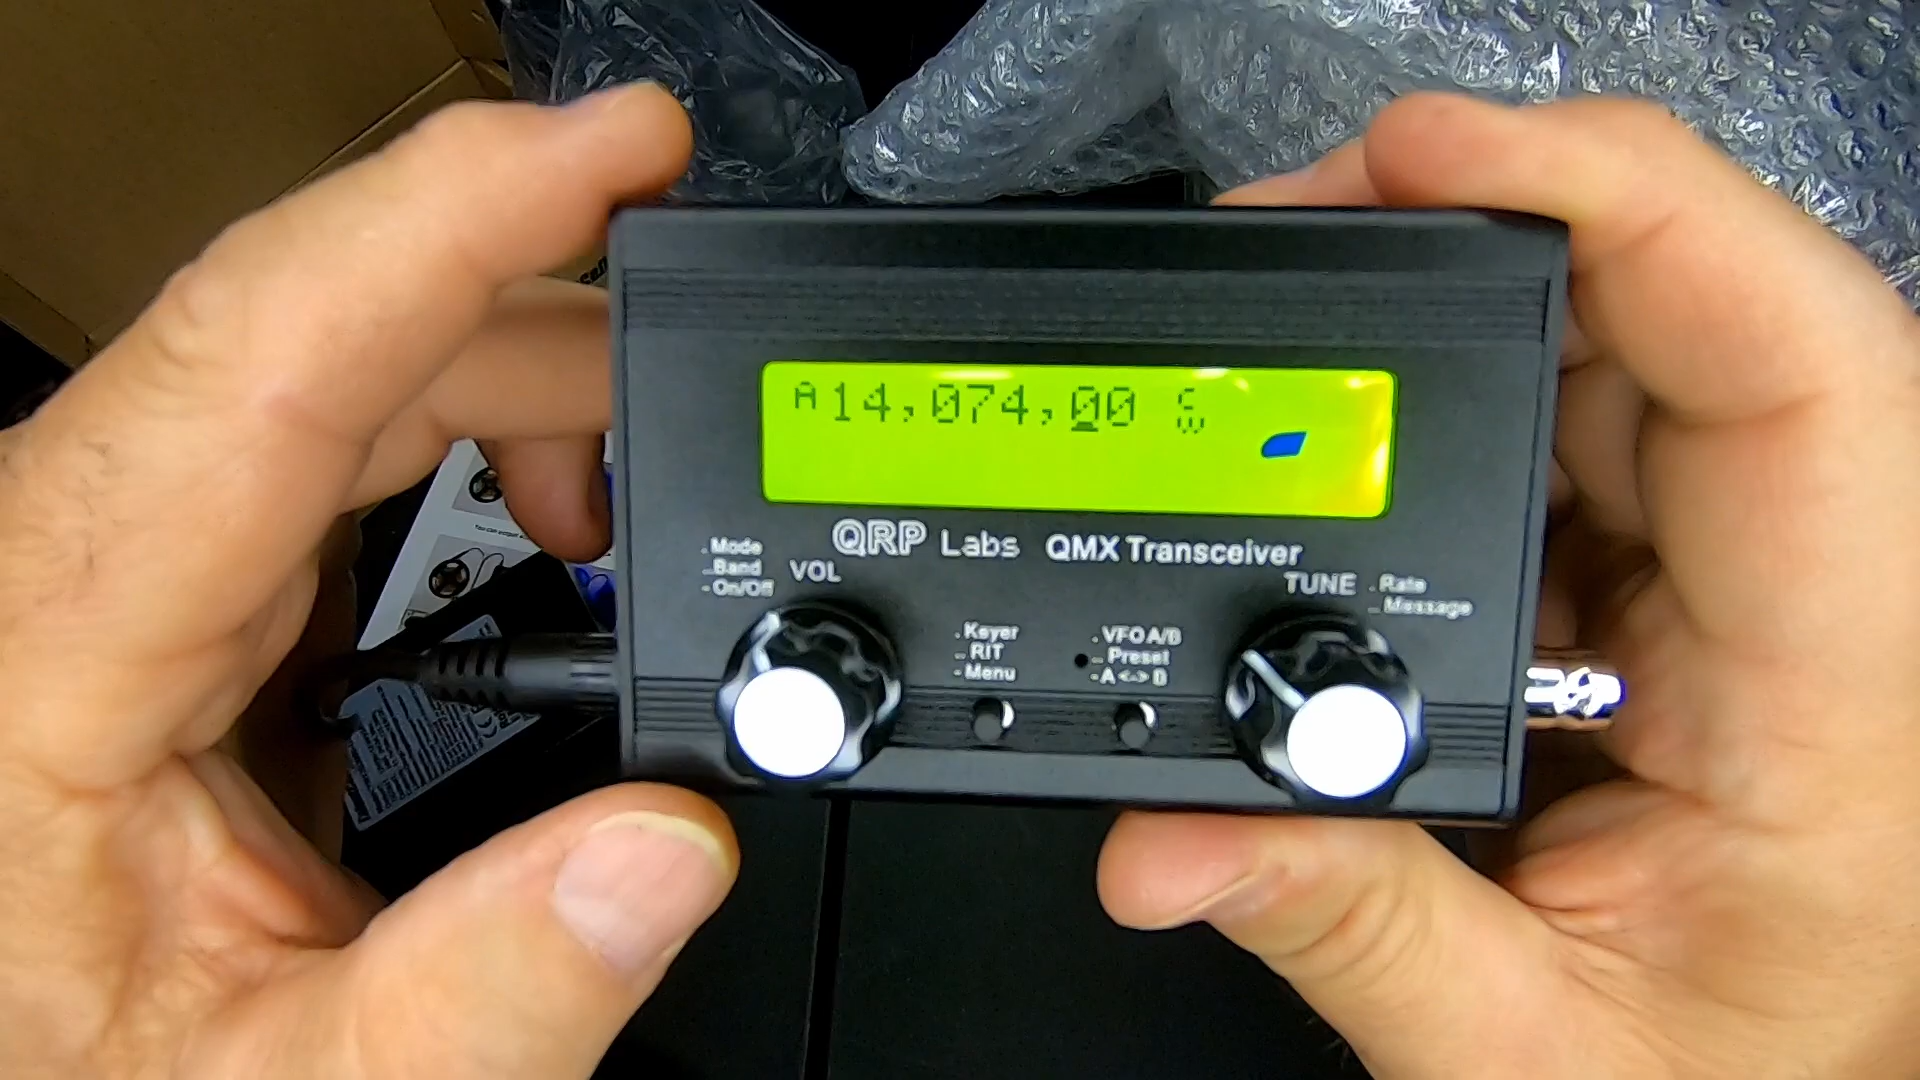 A14,074,00 CW
QRP Labs QMX Transceiver
. Mode
_ Band
- On/Off
VOL
TUNE
. Rate
_ Message
. Keyer
_ RIT
- Menu
. VFO A/B
_ Preset
- A <-> B